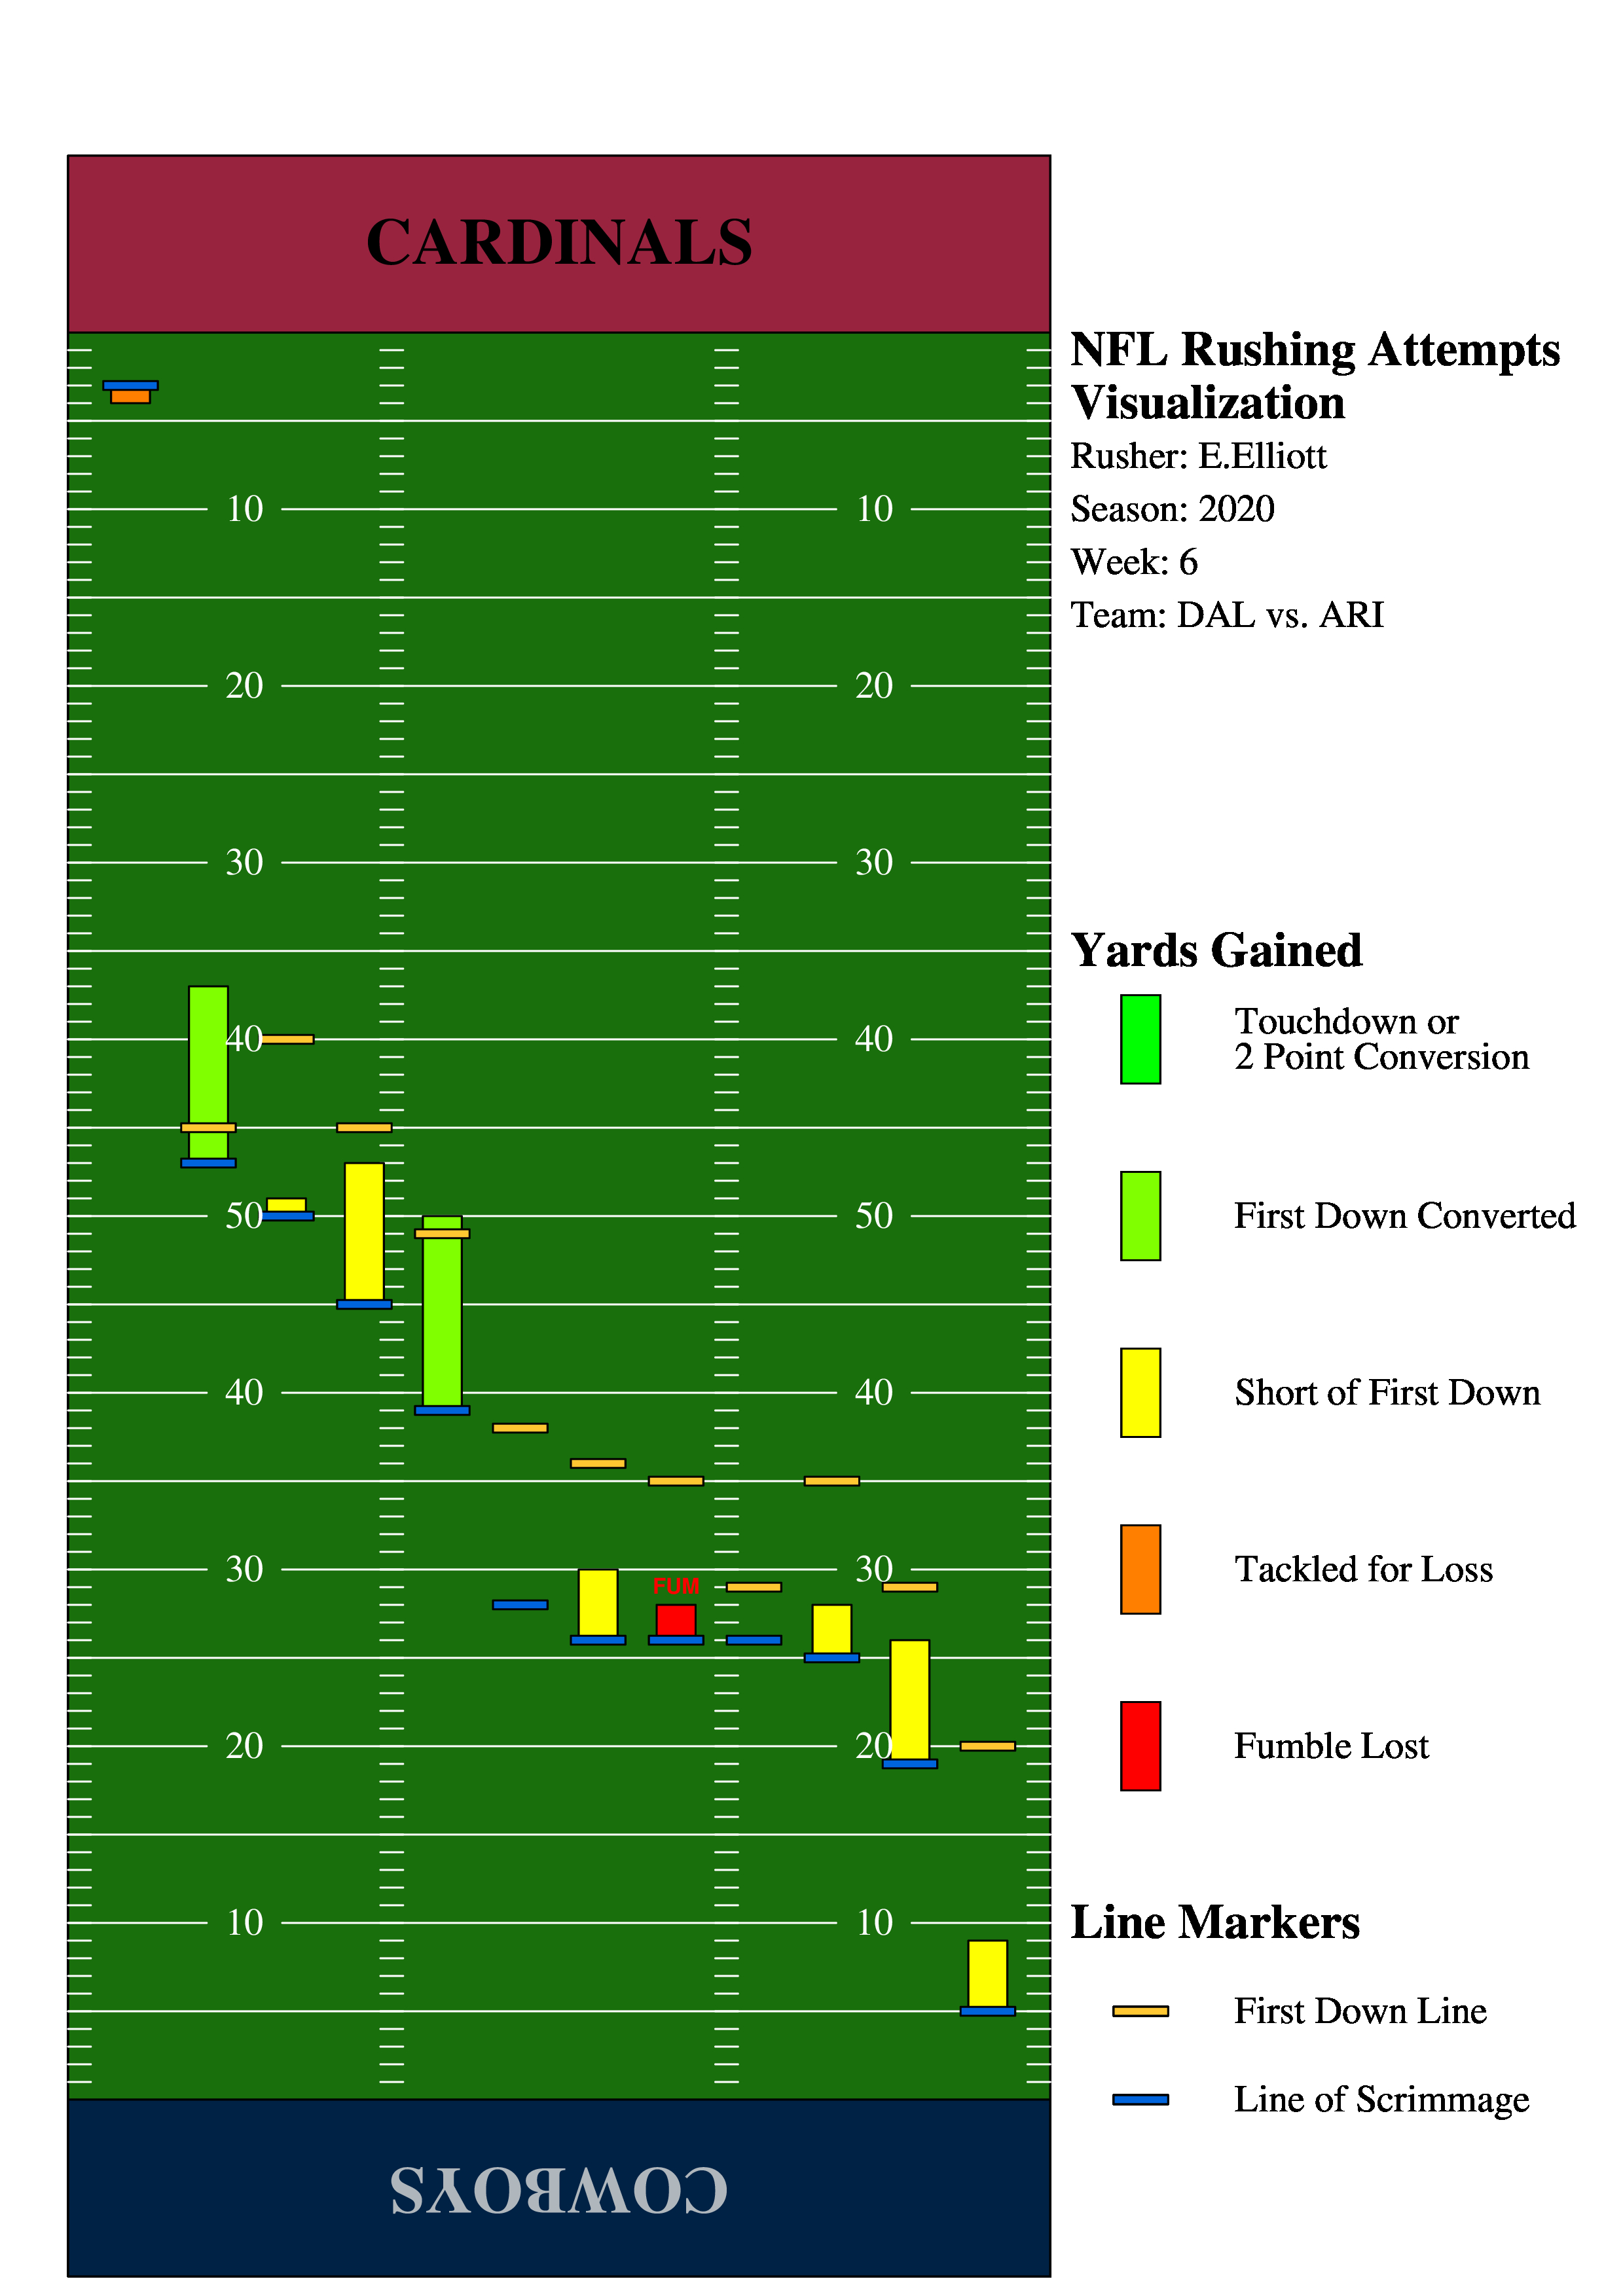 CARDINALS
NFL Rushing Attempts
Visualization
Rusher: E.Elliott
Season: 2020
Week: 6
Team: DAL vs. ARI
10 10
20 20
30 30
40 40
50 50
40 40
30 30
FUM
20 20
10 10
Yards Gained
Touchdown or
2 Point Conversion
First Down Converted
Short of First Down
Tackled for Loss
Fumble Lost
Line Markers
First Down Line
Line of Scrimmage
COWBOYS